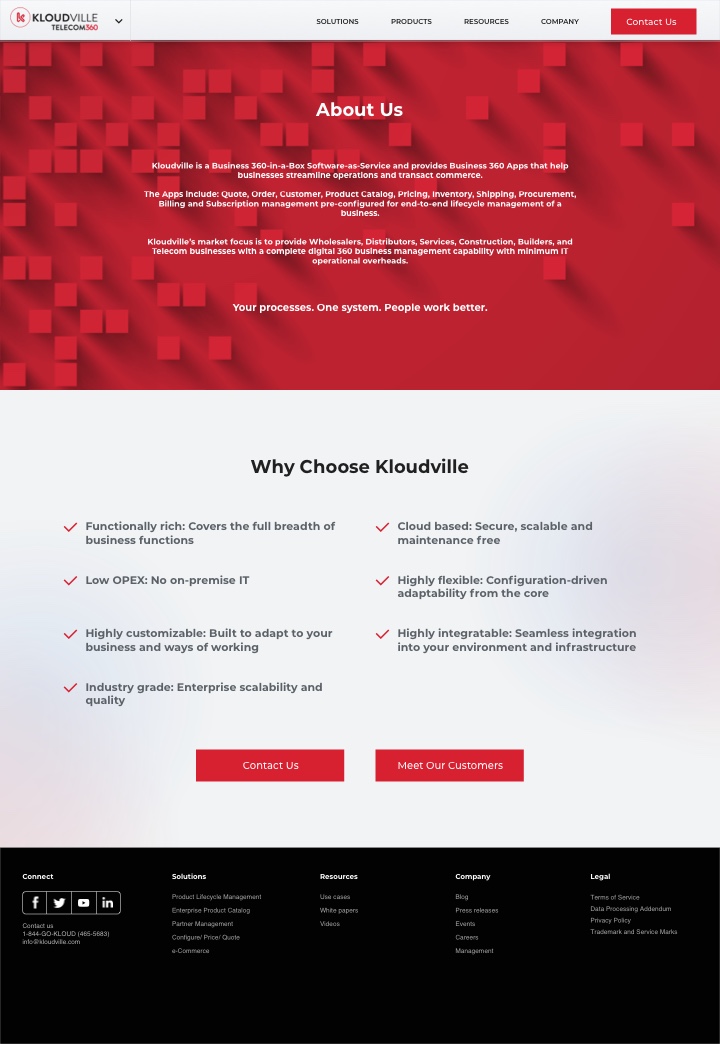 KLOUDVILLE
TELECOM360
SOLUTIONS
PRODUCTS
RESOURCES
COMPANY
Contact Us
About Us
Kloudville is a Business 360-in-a-Box Software-as-Service and provides Business 360 Apps that help
businesses streamline operations and transact commerce.
The Apps include: Quote, Order, Customer, Product Catalog, Pricing, Inventory, Shipping, Procurement,
Billing and Subscription management pre-configured for end-to-end lifecycle management of a
business.
Kloudville's market focus is to provide Wholesalers, Distributors, Services, Construction, Builders, and
Telecom businesses with a complete digital 360 business management capability with minimum IT
operational overheads.
Your processes. One system. People work better.
Why Choose Kloudville
Functionally rich: Covers the full breadth of
business functions
Cloud based: Secure, scalable and
maintenance free
Low OPEX: No on-premise IT
Highly flexible: Configuration-driven
adaptability from the core
Highly customizable: Built to adapt to your
business and ways of working
Highly integratable: Seamless integration
into your environment and infrastructure
Industry grade: Enterprise scalability and
quality
Contact Us
Meet Our Customers
Connect
Contact us
1-844-GO-KLOUD (465-5683)
info@kloudville.com
Solutions
Product Lifecycle Management
Enterprise Product Catalog
Partner Management
Configure/ Price/ Quote
e-Commerce
Resources
Use cases
White papers
Videos
Company
Blog
Press releases
Events
Careers
Management
Legal
Terms of Service
Data Processing Addendum
Privacy Policy
Trademark and Service Marks